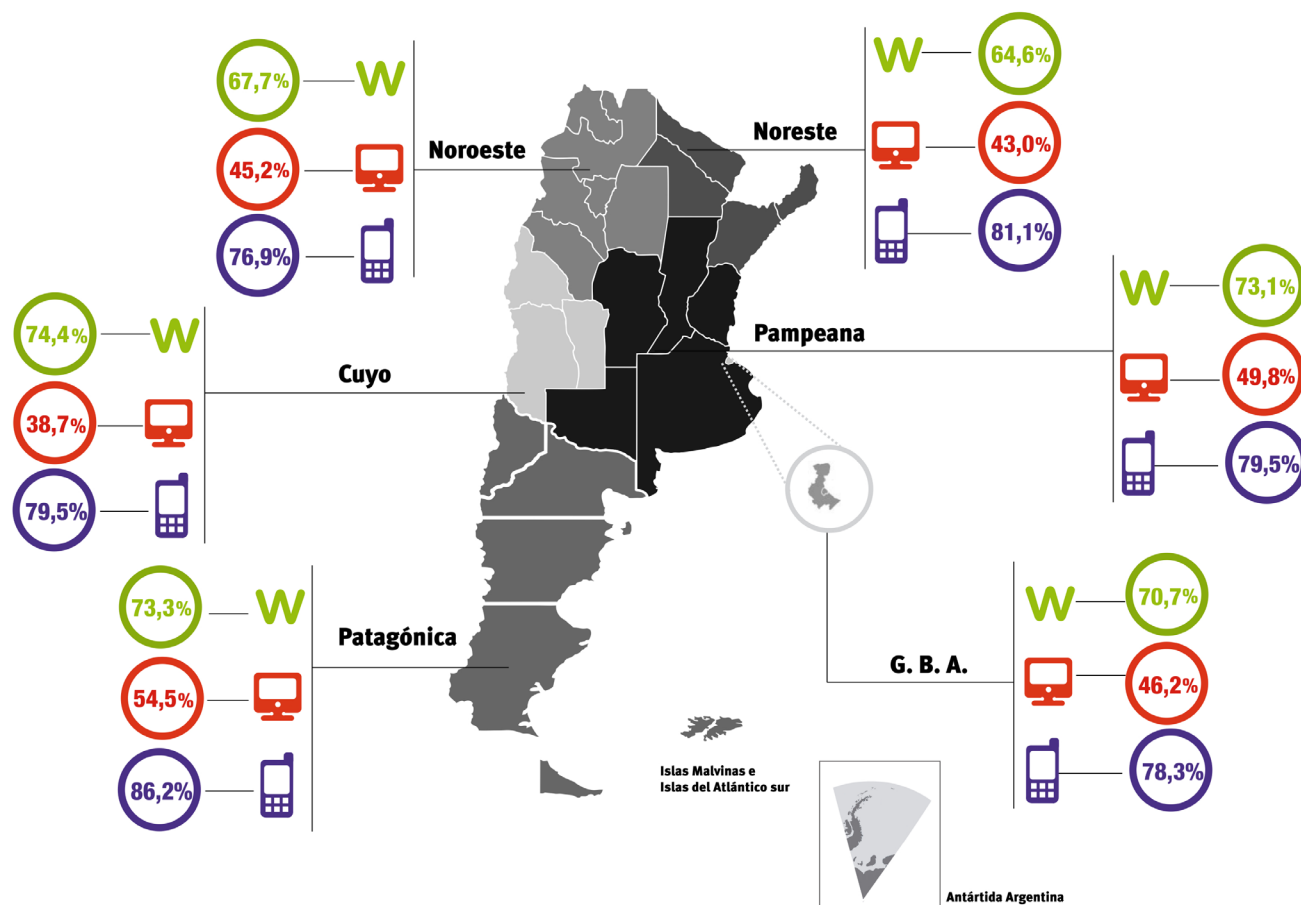 67,7%
W
45,2%
76,9%
Noroeste
W
64,6%
43,0%
81,1%
Noreste
74,4%
W
38,7%
79,5%
Cuyo
W
73,1%
49,8%
79,5%
Pampeana
73,3%
W
54,5%
86,2%
Patagónica
W
70,7%
46,2%
78,3%
G. B. A.
Islas Malvinas e
Islas del Atlántico sur
Antártida Argentina